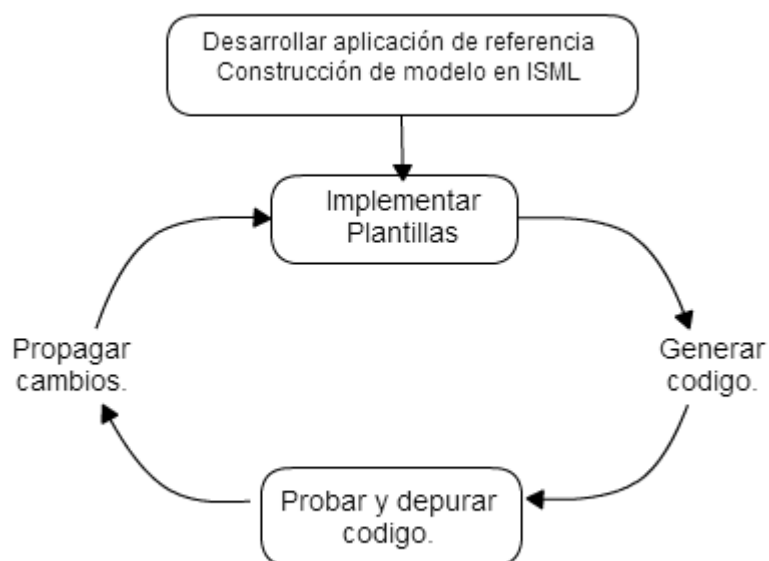 Desarrollar aplicación de referencia
Construcción de modelo en ISML
Implementar
Plantillas
Propagar
cambios.
Generar
codigo.
Probar y depurar
codigo.